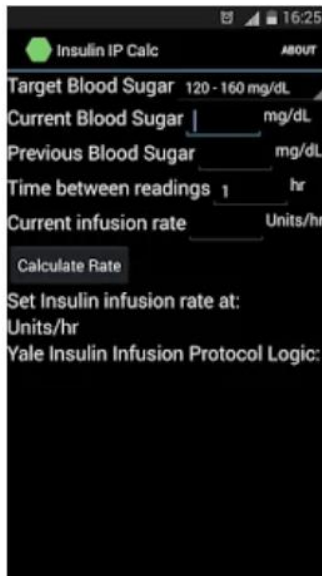 16:25
Insulin IP Calc ABOUT
Target Blood Sugar 120 - 160 mg/dL
Current Blood Sugar mg/dL
Previous Blood Sugar mg/dL
Time between readings 1 hr
Current infusion rate Units/hr
Calculate Rate
Set Insulin infusion rate at:
Units/hr
Yale Insulin Infusion Protocol Logic: